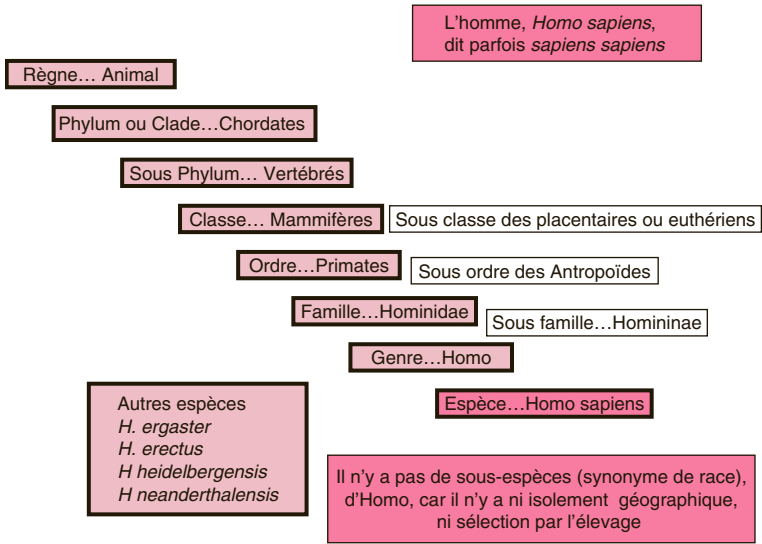 L'homme, Homo sapiens,
dit parfois sapiens sapiens
Règne… Animal
Phylum ou Clade…Chordates
Sous Phylum… Vertébrés
Classe… Mammifères
Sous classe des placentaires ou euthériens
Ordre…Primates
Sous ordre des Antropoïdes
Famille…Hominidae
Sous famille…Homininae
Genre…Homo
Espèce…Homo sapiens
Autres espèces
H. ergaster
H. erectus
H heidelbergensis
H neanderthalensis
Il n'y a pas de sous-espèces (synonyme de race),
d'Homo, car il n'y a ni isolement géographique,
ni sélection par l'élevage